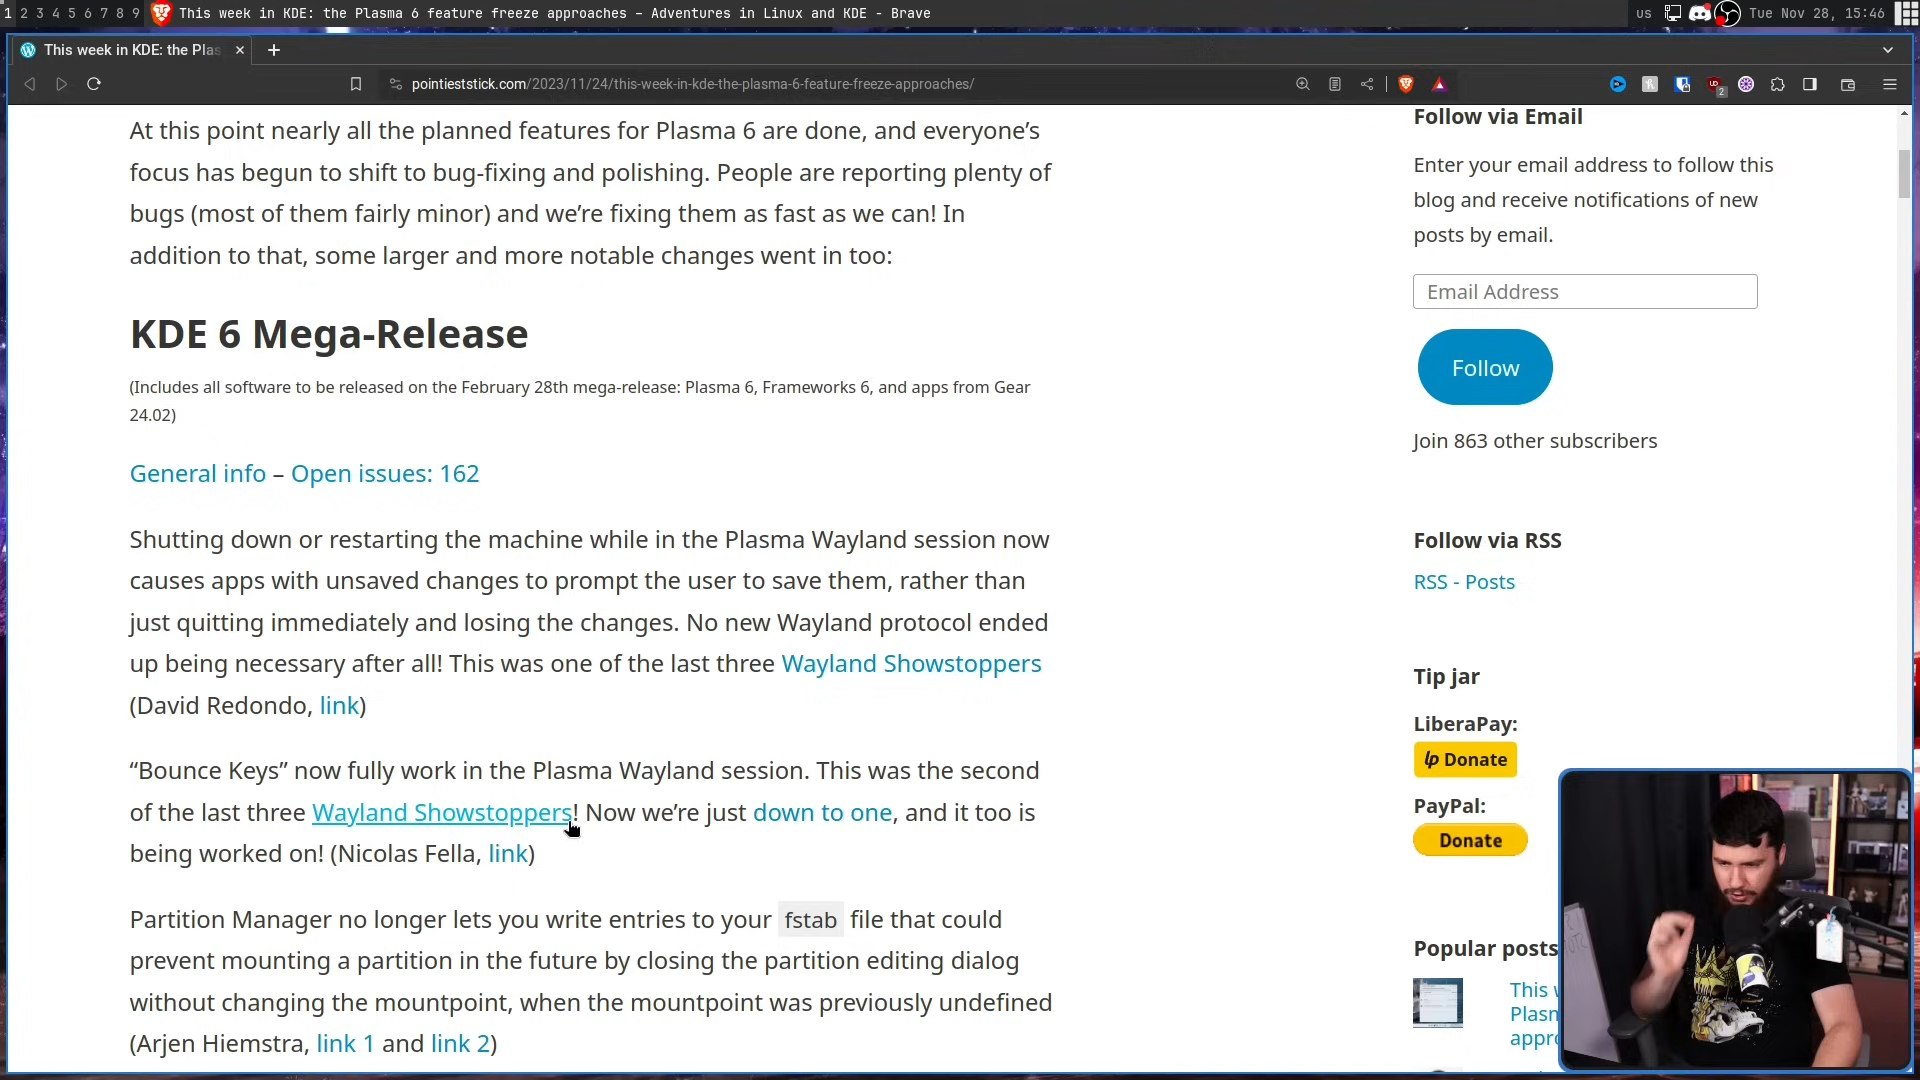 1 2 3 4 5 6 7 8 9 This week in KDE: the Plasma 6 feature freeze approaches – Adventures in Linux and KDE - Brave us Tue Nov 28, 15:46
This week in KDE: the Plas
pointieststick.com/2023/11/24/this-week-in-kde-the-plasma-6-feature-freeze-approaches/
2
At this point nearly all the planned features for Plasma 6 are done, and everyone’s
focus has begun to shift to bug-fixing and polishing. People are reporting plenty of
bugs (most of them fairly minor) and we’re fixing them as fast as we can! In
addition to that, some larger and more notable changes went in too:
KDE 6 Mega-Release
(Includes all software to be released on the February 28th mega-release: Plasma 6, Frameworks 6, and apps from Gear
24.02)
General info – Open issues: 162
Shutting down or restarting the machine while in the Plasma Wayland session now
causes apps with unsaved changes to prompt the user to save them, rather than
just quitting immediately and losing the changes. No new Wayland protocol ended
up being necessary after all! This was one of the last three Wayland Showstoppers
(David Redondo, link)
“Bounce Keys” now fully work in the Plasma Wayland session. This was the second
of the last three Wayland Showstoppers! Now we’re just down to one, and it too is
being worked on! (Nicolas Fella, link)
Partition Manager no longer lets you write entries to your fstab file that could
prevent mounting a partition in the future by closing the partition editing dialog
without changing the mountpoint, when the mountpoint was previously undefined
(Arjen Hiemstra, link 1 and link 2)
Follow via Email
Enter your email address to follow this
blog and receive notifications of new
posts by email.
Email Address
Follow
Join 863 other subscribers
Follow via RSS
RSS - Posts
Tip jar
LiberaPay:
lp Donate
PayPal:
Donate
Popular posts
This
Plasm
appro